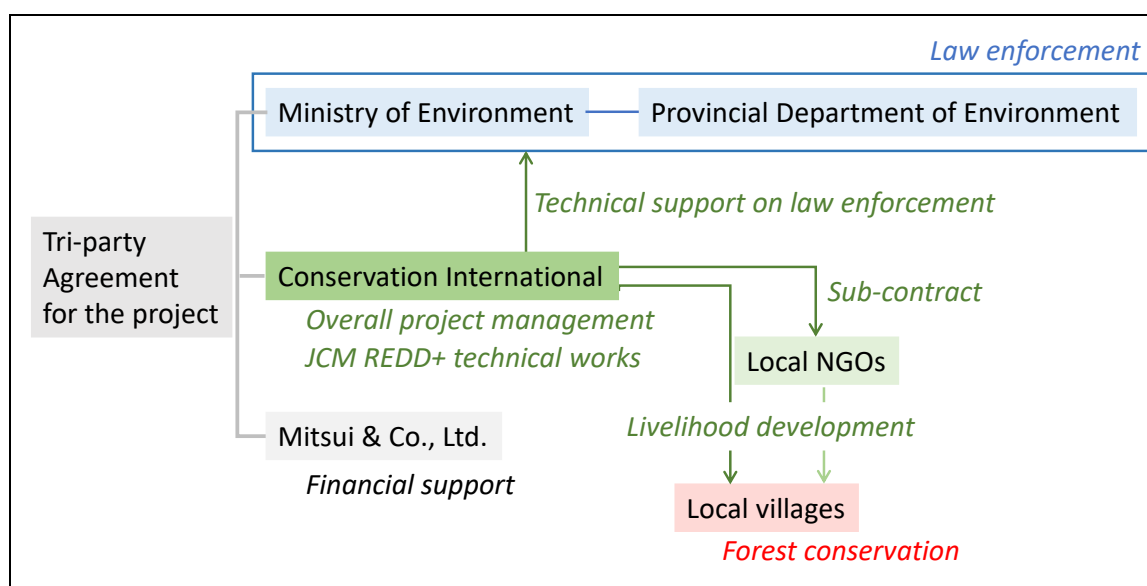 Law enforcement
Ministry of Environment
Provincial Department of Environment
Technical support on law enforcement
Tri-party
Agreement
for the project
Conservation International
Sub-contract
Overall project management
JCM REDD+ technical works
Local NGOs
Mitsui & Co., Ltd.
Livelihood development
Financial support
Local villages
Forest conservation